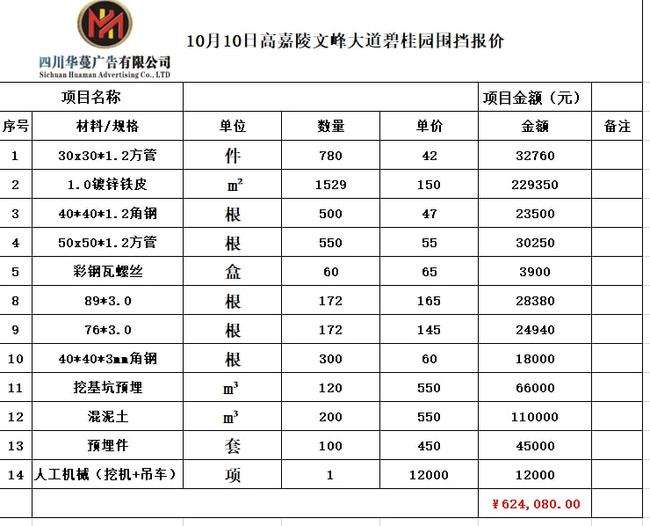 10月10日高嘉陵文峰大道碧桂园围挡报价
四川华蔓广告有限公司
Sichuan Huaman Advertising Co., LTD
项目名称 项目金额（元）
序号 材料/规格 单位 数量 单价 金额 备注
1 30x30*1.2方管 件 780 42 32760
2 1.0镀锌铁皮 m² 1529 150 229350
3 40*40*1.2角钢 根 500 47 23500
4 50x50*1.2方管 根 550 55 30250
5 彩钢瓦螺丝 盒 60 65 3900
8 89*3.0 根 172 165 28380
9 76*3.0 根 172 145 24940
10 40*40*3mm角钢 根 300 60 18000
11 挖基坑预埋 m³ 120 550 66000
12 混泥土 m³ 200 550 110000
13 预埋件 套 100 450 45000
14 人工机械（挖机+吊车） 项 1 12000 12000
¥624,080.00